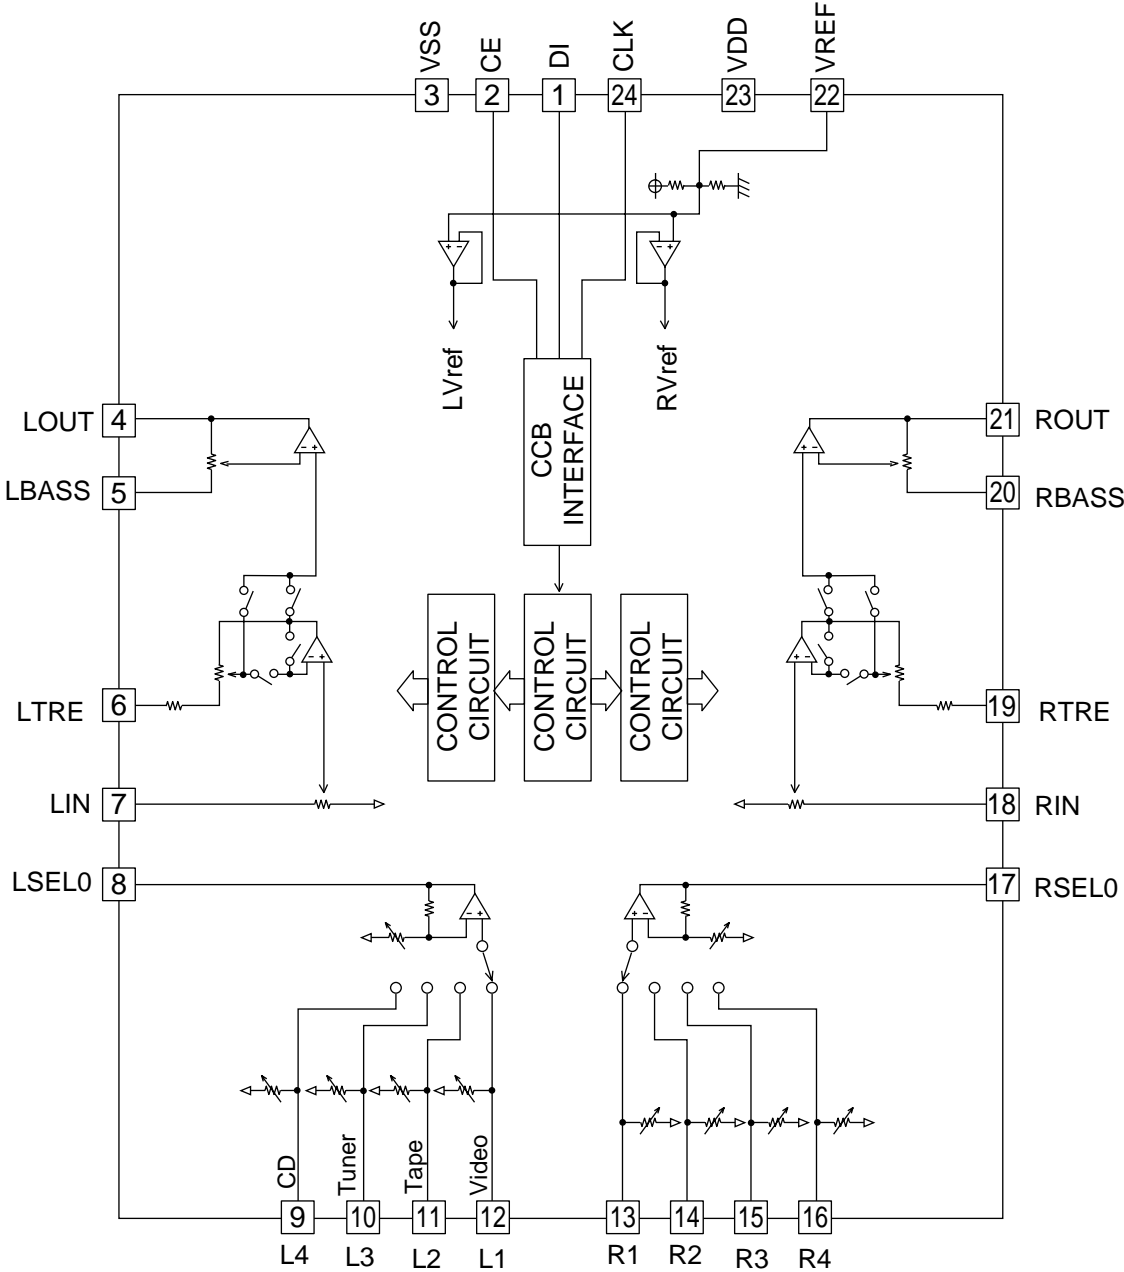 VSS
CE
DI
CLK
VDD
VREF
3
2
1
24
23
22
+ −
− +
LVref
RVref
LOUT
4
21
ROUT
− +
+ −
LBASS
5
20
RBASS
CCB
INTERFACE
− +
+ −
CONTROL
CIRCUIT
CONTROL
CIRCUIT
CONTROL
CIRCUIT
LTRE
6
19
RTRE
LIN
7
18
RIN
LSEL0
8
17
RSEL0
− +
+ −
CD
Tuner
Tape
Video
9
10
11
12
13
14
15
16
L4
L3
L2
L1
R1
R2
R3
R4